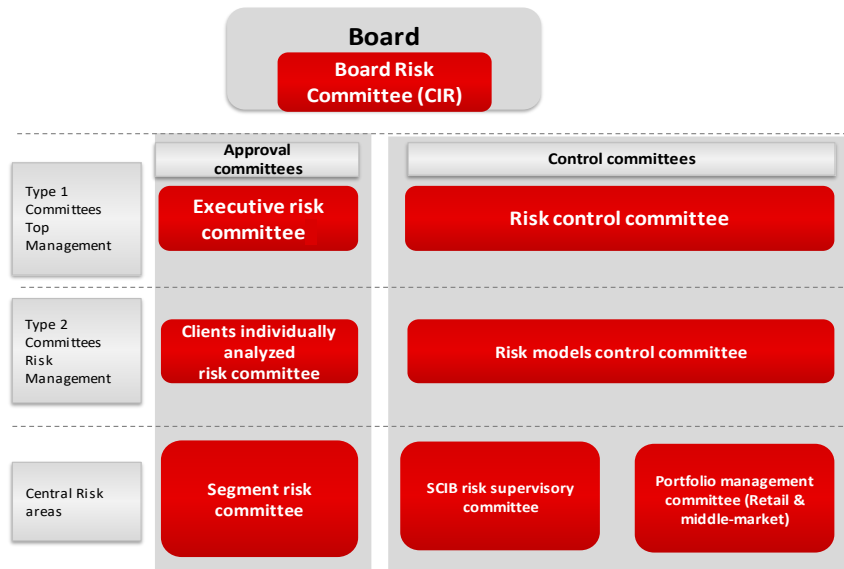 Board
Board Risk
Committee (CIR)
Approval
committees
Control committees
Type 1
Committees
Top
Management
Executive risk
committee
Risk control committee
Type 2
Committees
Risk
Management
Clients individually
analyzed
risk committee
Risk models control committee
Central Risk
areas
Segment risk
committee
SCIB risk supervisory
committee
Portfolio management
committee (Retail &
middle-market)